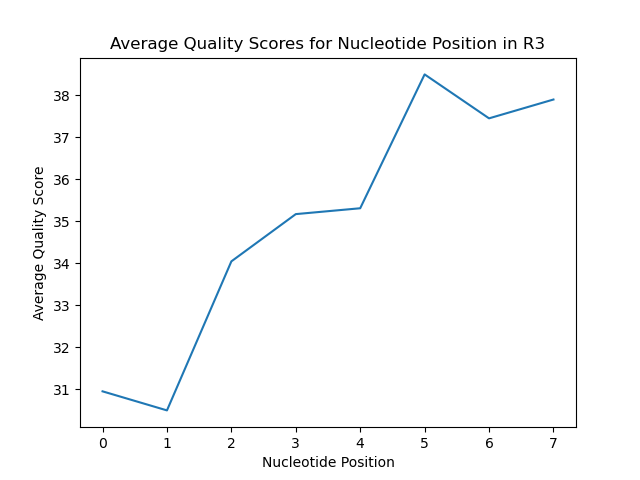 Average Quality Scores for Nucleotide Position in R3
Average Quality Score
38
37
36
35
34
33
32
31
0 1 2 3 4 5 6 7
Nucleotide Position